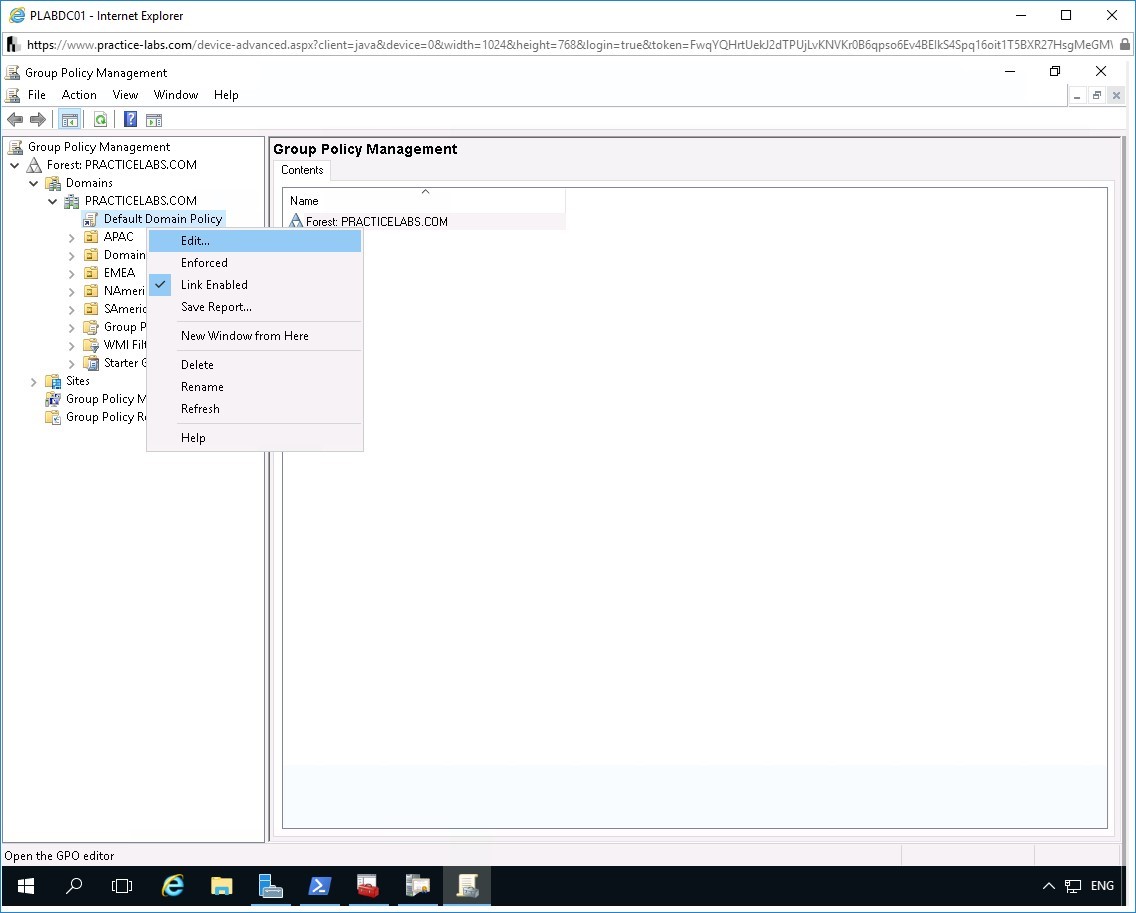 PLABDC01 - Internet Explorer
https://www.practice-labs.com/device-advanced.aspx?client=java&device=0&width=1024&height=768&login=true&token=FwqYQHrtUekJ2dTPUjLvKNVKr0B6qpso6Ev4BEIkS4Spq16oit1T5BXR27HsgMeGM
Group Policy Management
File Action View Window Help
Group Policy Management
Forest: PRACTICELABS.COM
Domains
PRACTICELABS.COM
Default Domain Policy
APAC
Domain
EMEA
NAmeri
SAmeric
Group P
WMI Filt
Starter G
Sites
Group Policy M
Group Policy Re
Edit...
Enforced
Link Enabled
Save Report...
New Window from Here
Delete
Rename
Refresh
Help
Group Policy Management
Contents
Name
Forest: PRACTICELABS.COM
Open the GPO editor
ENG